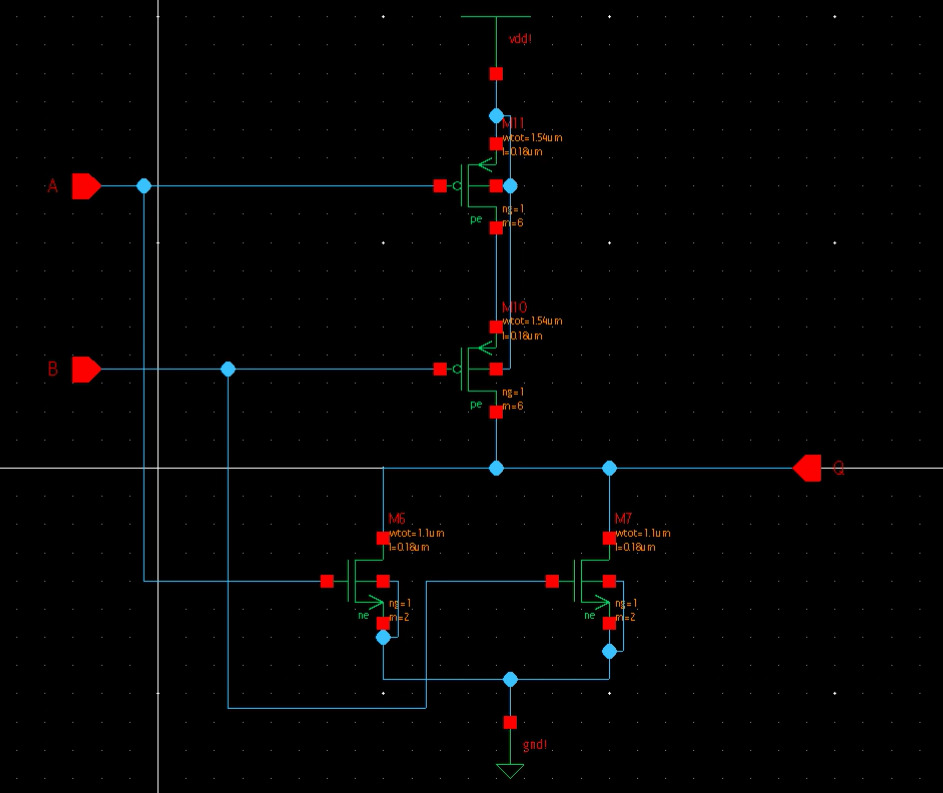 vdd!
M11
wtot=1.54um
l=0.18um
A
ng=1
pe
m=6
M10
wtot=1.54um
l=0.18um
B
ng=1
pe
m=6
Q
M6
wtot=1.1um
l=0.18um
M7
wtot=1.1um
l=0.18um
ng=1
ne
m=2
ng=1
ne
m=2
gnd!